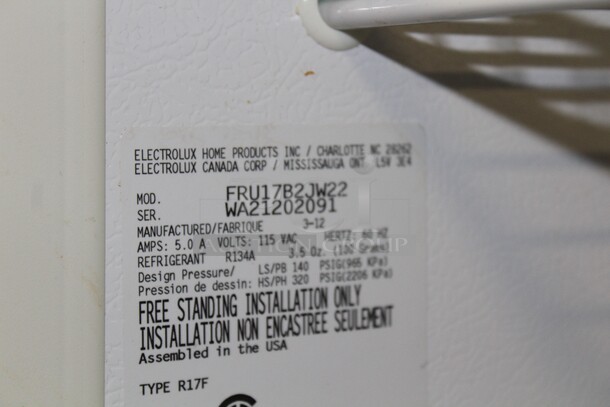 ELECTROLUX HOME PRODUCTS INC / CHARLOTTE NC 28262
ELECTROLUX CANADA CORP / MISSISSAUGA ONT L5V 3E4
MOD. FRU17B2JW22
SER. WA21202091
MANUFACTURED/FABRIQUE 3-12
AMPS: 5.0 A VOLTS: 115 VAC HERTZ: 60 HZ
REFRIGERANT R134A 3.5 Oz. (100 Grams)
Design Pressure/ LS/PB 140 PSIG(965 KPa)
Pression de dessin: HS/PH 320 PSIG(2206 KPa)
FREE STANDING INSTALLATION ONLY
INSTALLATION NON ENCASTREE SEULEMENT
Assembled in the USA
TYPE R17F